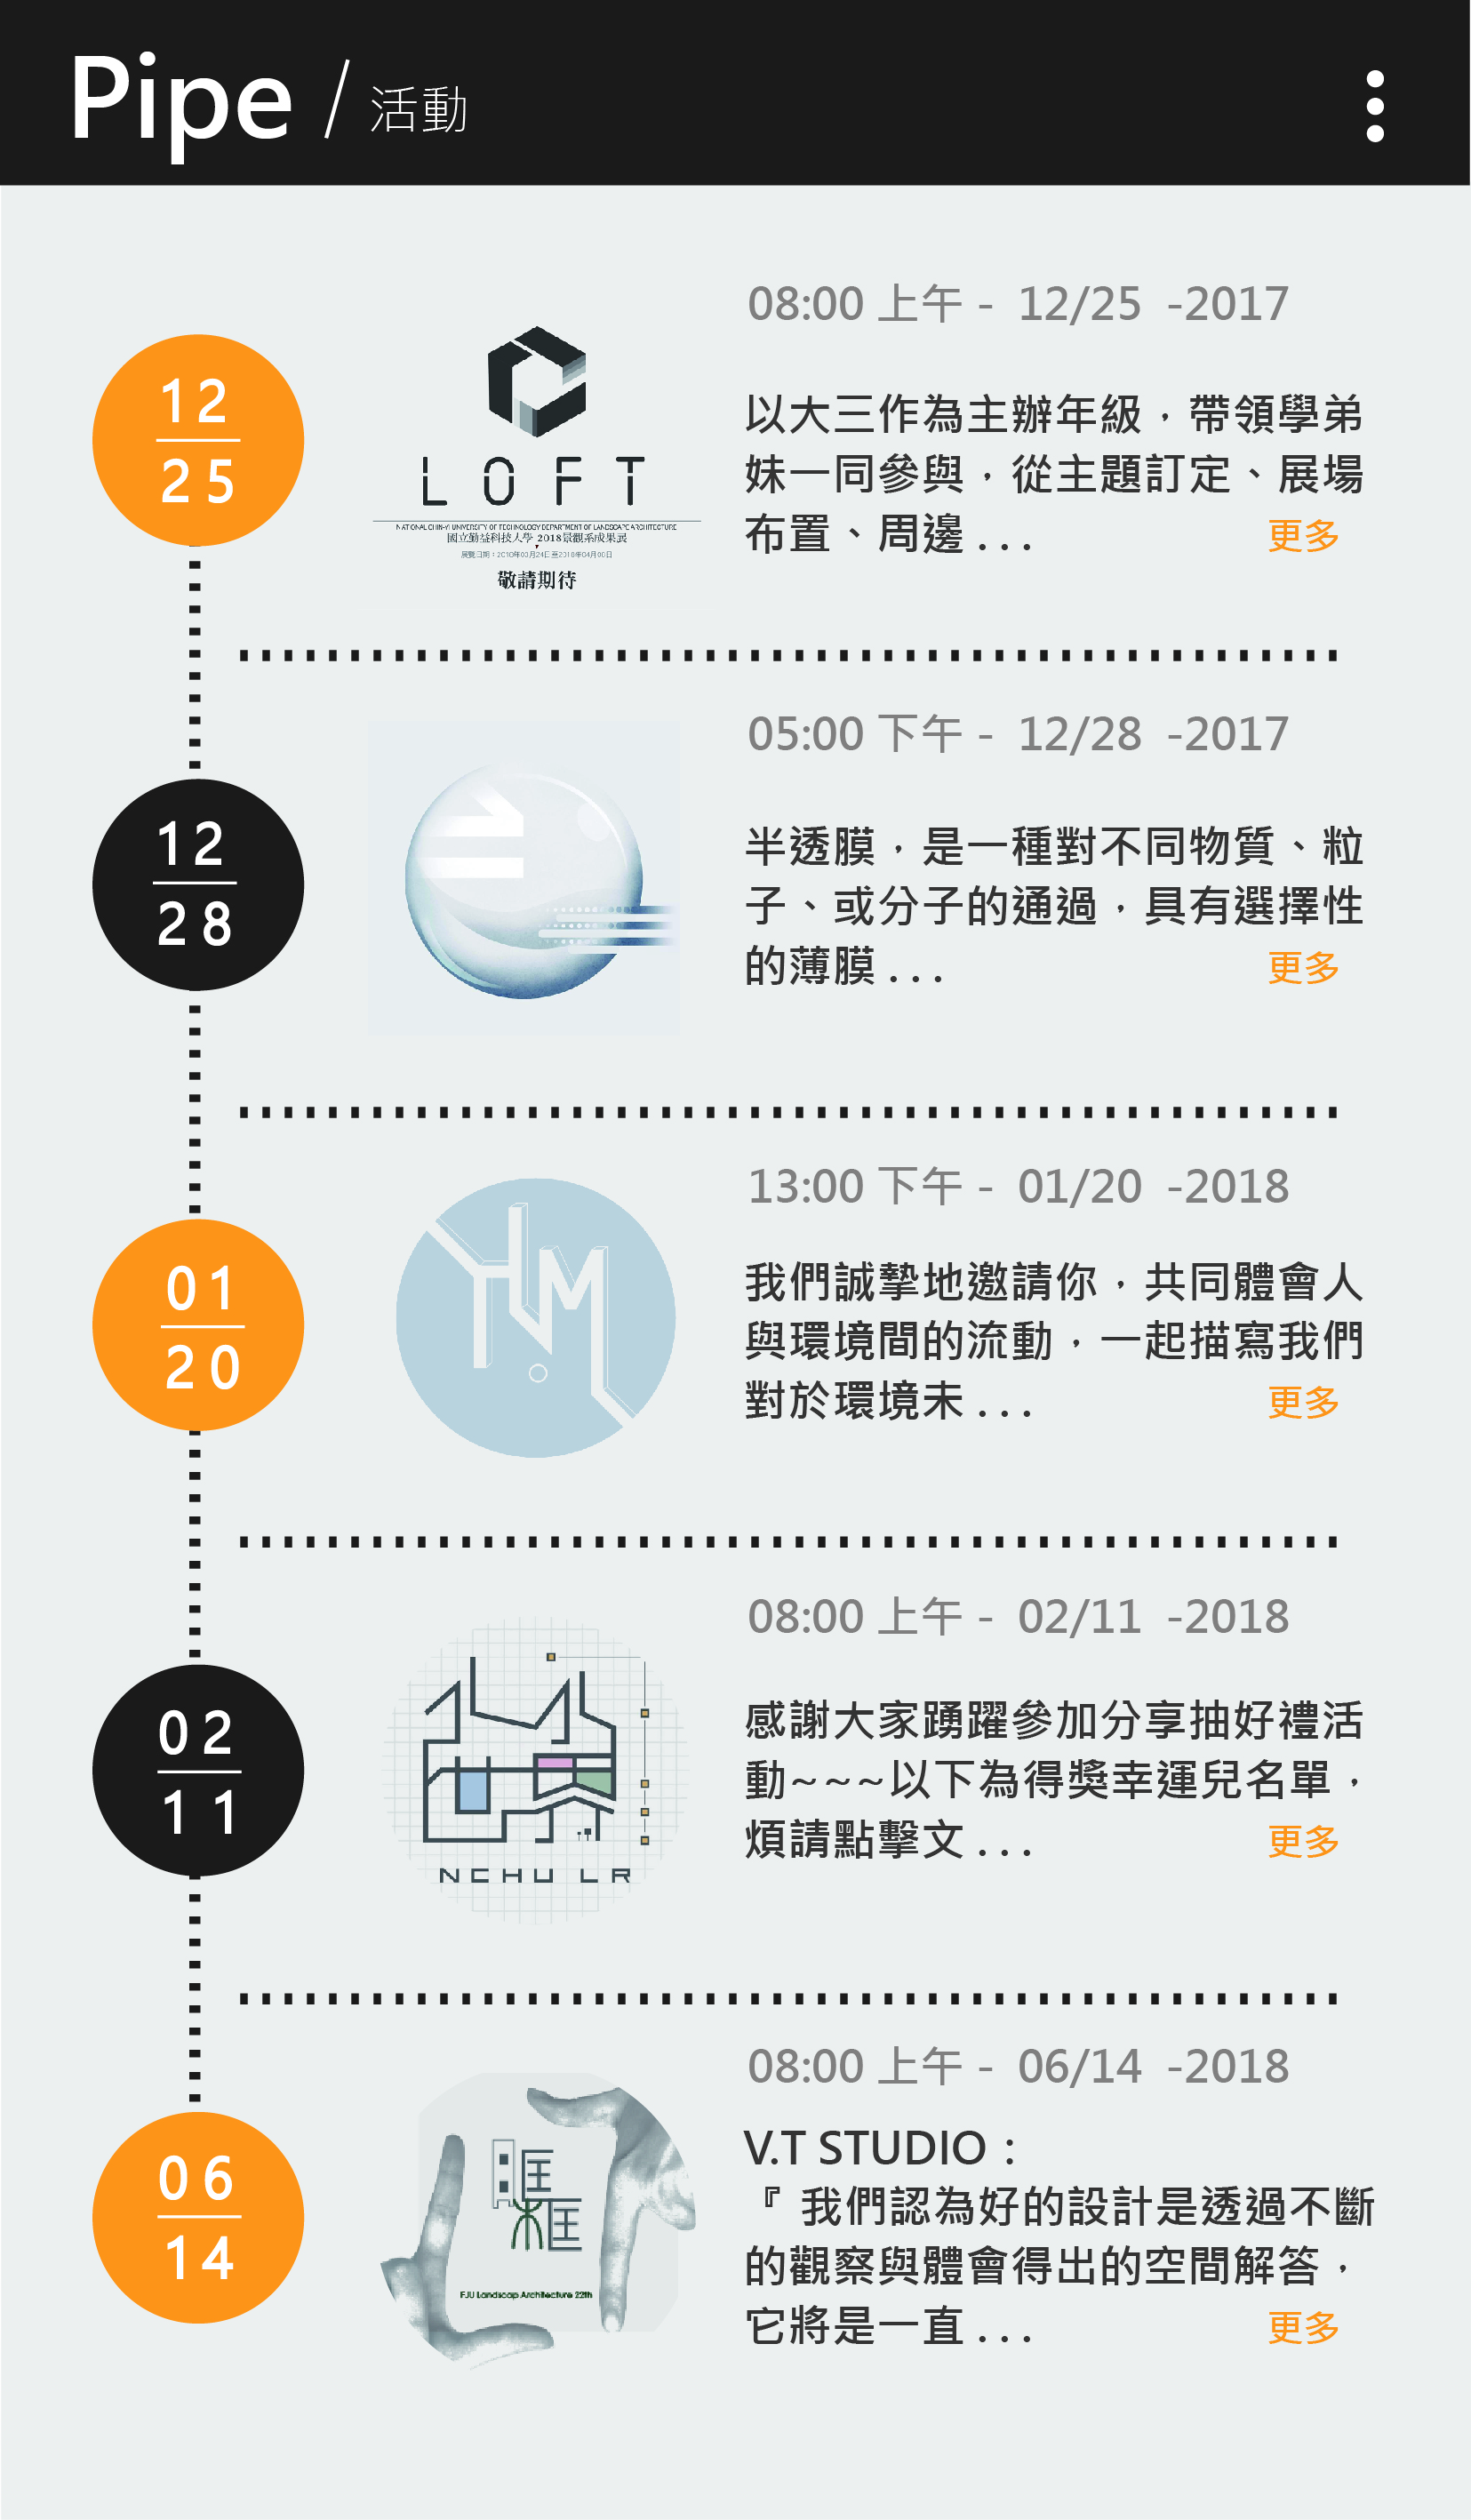 Pipe / 活動
12
25
LOFT
NATIONAL CHIN-YI UNIVERSITY OF TECHNOLOGY DEPARTMENT OF LANDSCAPE ARCHITECTURE
國立勤益科技大學 2018景觀系成果展
敬請期待
08:00 上午 - 12/25 -2017
以大三作為主辦年級，帶領學弟
妹一同參與，從主題訂定、展場
布置、周邊 . . .
更多
12
28
05:00 下午 - 12/28 -2017
半透膜，是一種對不同物質、粒
子、或分子的通過，具有選擇性
的薄膜 . . .
更多
01
20
13:00 下午 - 01/20 -2018
我們誠摯地邀請你，共同體會人
與環境間的流動，一起描寫我們
對於環境未 . . .
更多
02
11
NCHU LR
08:00 上午 - 02/11 -2018
感謝大家踴躍參加分享抽好禮活
動~~~以下為得獎幸運兒名單，
煩請點擊文 . . .
更多
06
14
FJU Landscap Architecture 22th
08:00 上午 - 06/14 -2018
V.T STUDIO：
『 我們認為好的設計是透過不斷
的觀察與體會得出的空間解答，
它將是一直 . . .
更多